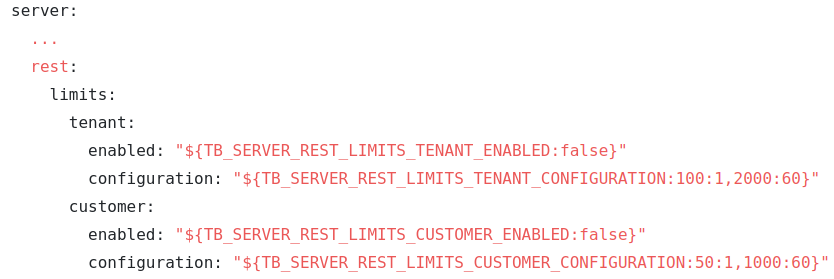 server:
  ...
  rest:
    limits:
      tenant:
        enabled: "${TB_SERVER_REST_LIMITS_TENANT_ENABLED:false}"
        configuration: "${TB_SERVER_REST_LIMITS_TENANT_CONFIGURATION:100:1,2000:60}"
      customer:
        enabled: "${TB_SERVER_REST_LIMITS_CUSTOMER_ENABLED:false}"
        configuration: "${TB_SERVER_REST_LIMITS_CUSTOMER_CONFIGURATION:50:1,1000:60}"